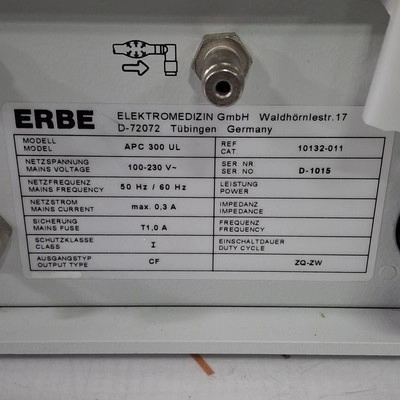 ERBE ELEKTROMEDIZIN GmbH Waldhörnlestr.17
D-72072 Tübingen Germany
MODELL
MODEL
APC 300 UL
REF
CAT
10132-011
NETZSPANNUNG
MAINS VOLTAGE
100-230 V~
SER NR
SER NO
D-1015
NETZFREQUENZ
MAINS FREQUENCY
50 Hz / 60 Hz
LEISTUNG
POWER
NETZSTROM
MAINS CURRENT
max. 0,3 A
IMPEDANZ
IMPEDANCE
SICHERUNG
MAINS FUSE
T1,0 A
FREQUENZ
FREQUENCY
SCHUTZKLASSE
CLASS
I
EINSCHALTDAUER
DUTY CYCLE
AUSGANGSTYP
OUTPUT TYPE
CF
ZQ-ZW